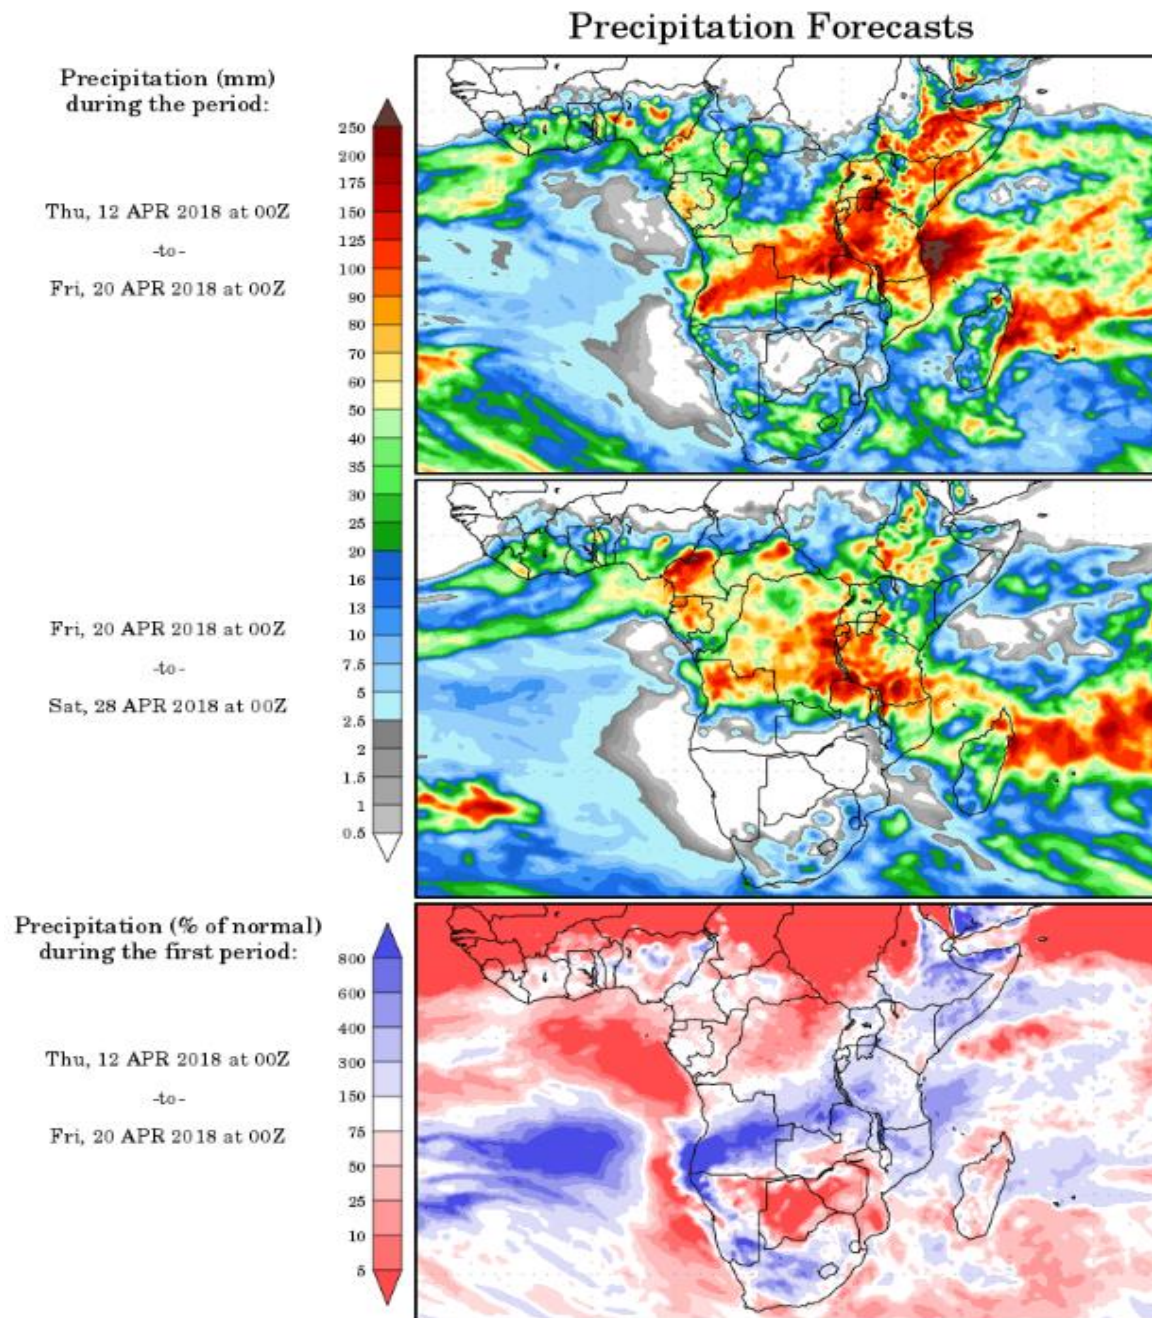 Precipitation Forecasts
Precipitation (mm)
during the period:
Thu, 12 APR 2018 at 00Z
-to-
Fri, 20 APR 2018 at 00Z
250
200
175
150
125
100
90
80
70
60
50
40
35
30
25
20
16
13
10
7.5
5
2.5
2
1.5
1
0.5
Fri, 20 APR 2018 at 00Z
-to-
Sat, 28 APR 2018 at 00Z
Precipitation (% of normal)
during the first period:
Thu, 12 APR 2018 at 00Z
-to-
Fri, 20 APR 2018 at 00Z
800
600
400
300
150
75
50
25
10
5